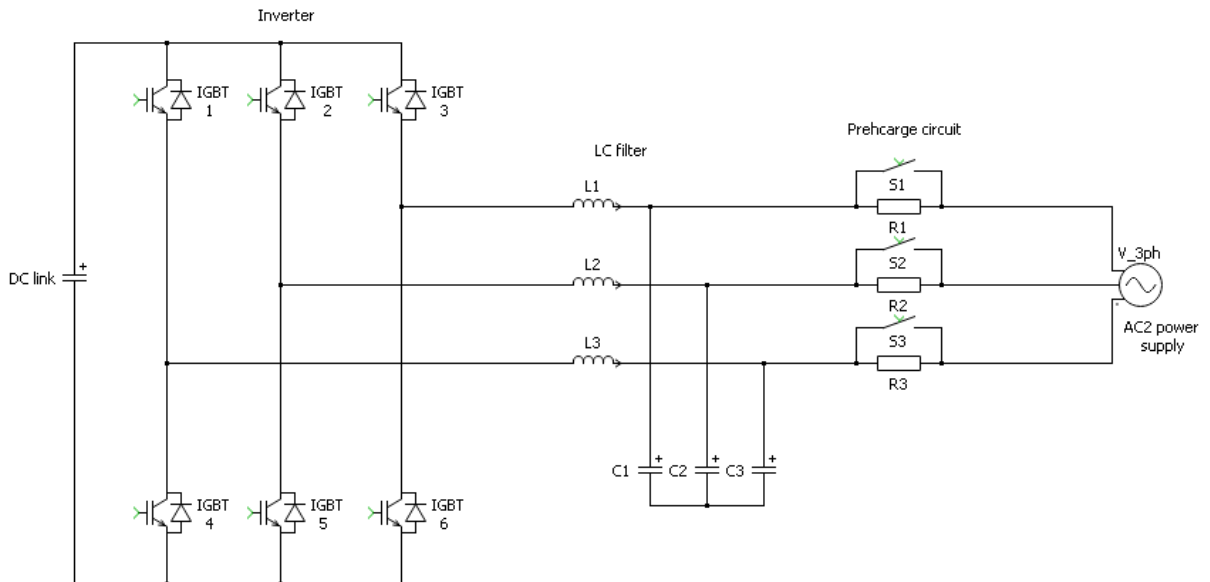 Inverter
IGBT
1
IGBT
2
IGBT
3
Prehcarge circuit
LC filter
S1
L1
R1
V_3ph
S2
L2
DC link
R2
AC2 power
supply
S3
L3
R3
C1
C2
C3
IGBT
4
IGBT
5
IGBT
6